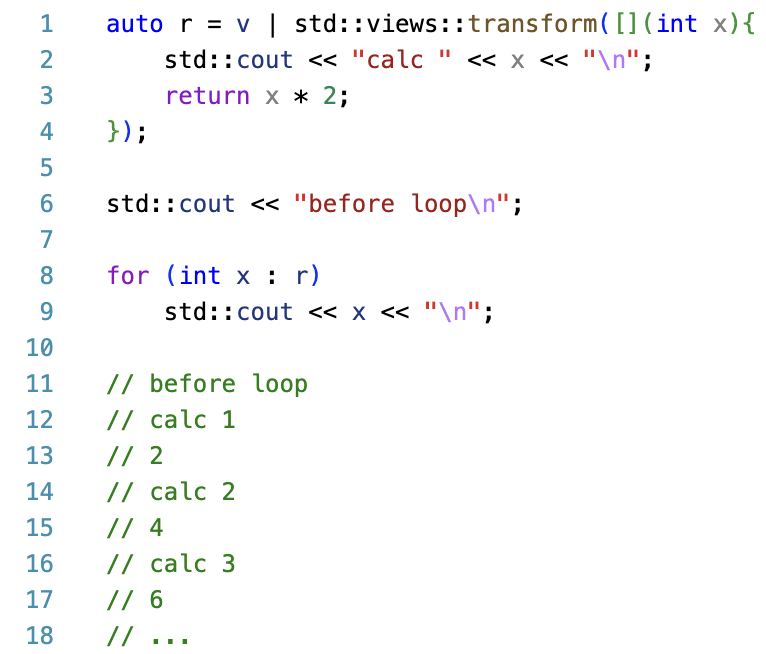 1 auto r = v | std::views::transform([](int x){
2     std::cout << "calc " << x << "\n";
3     return x * 2;
4 });
5
6 std::cout << "before loop\n";
7
8 for (int x : r)
9     std::cout << x << "\n";
10
11 // before loop
12 // calc 1
13 // 2
14 // calc 2
15 // 4
16 // calc 3
17 // 6
18 // ...